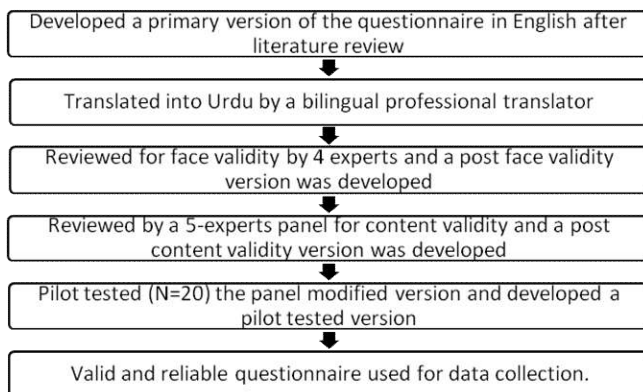 Developed a primary version of the questionnaire in English after
literature review
Translated into Urdu by a bilingual professional translator
Reviewed for face validity by 4 experts and a post face validity
version was developed
Reviewed by a 5-experts panel for content validity and a post
content validity version was developed
Pilot tested (N=20) the panel modified version and developed a
pilot tested version
Valid and reliable questionnaire used for data collection.